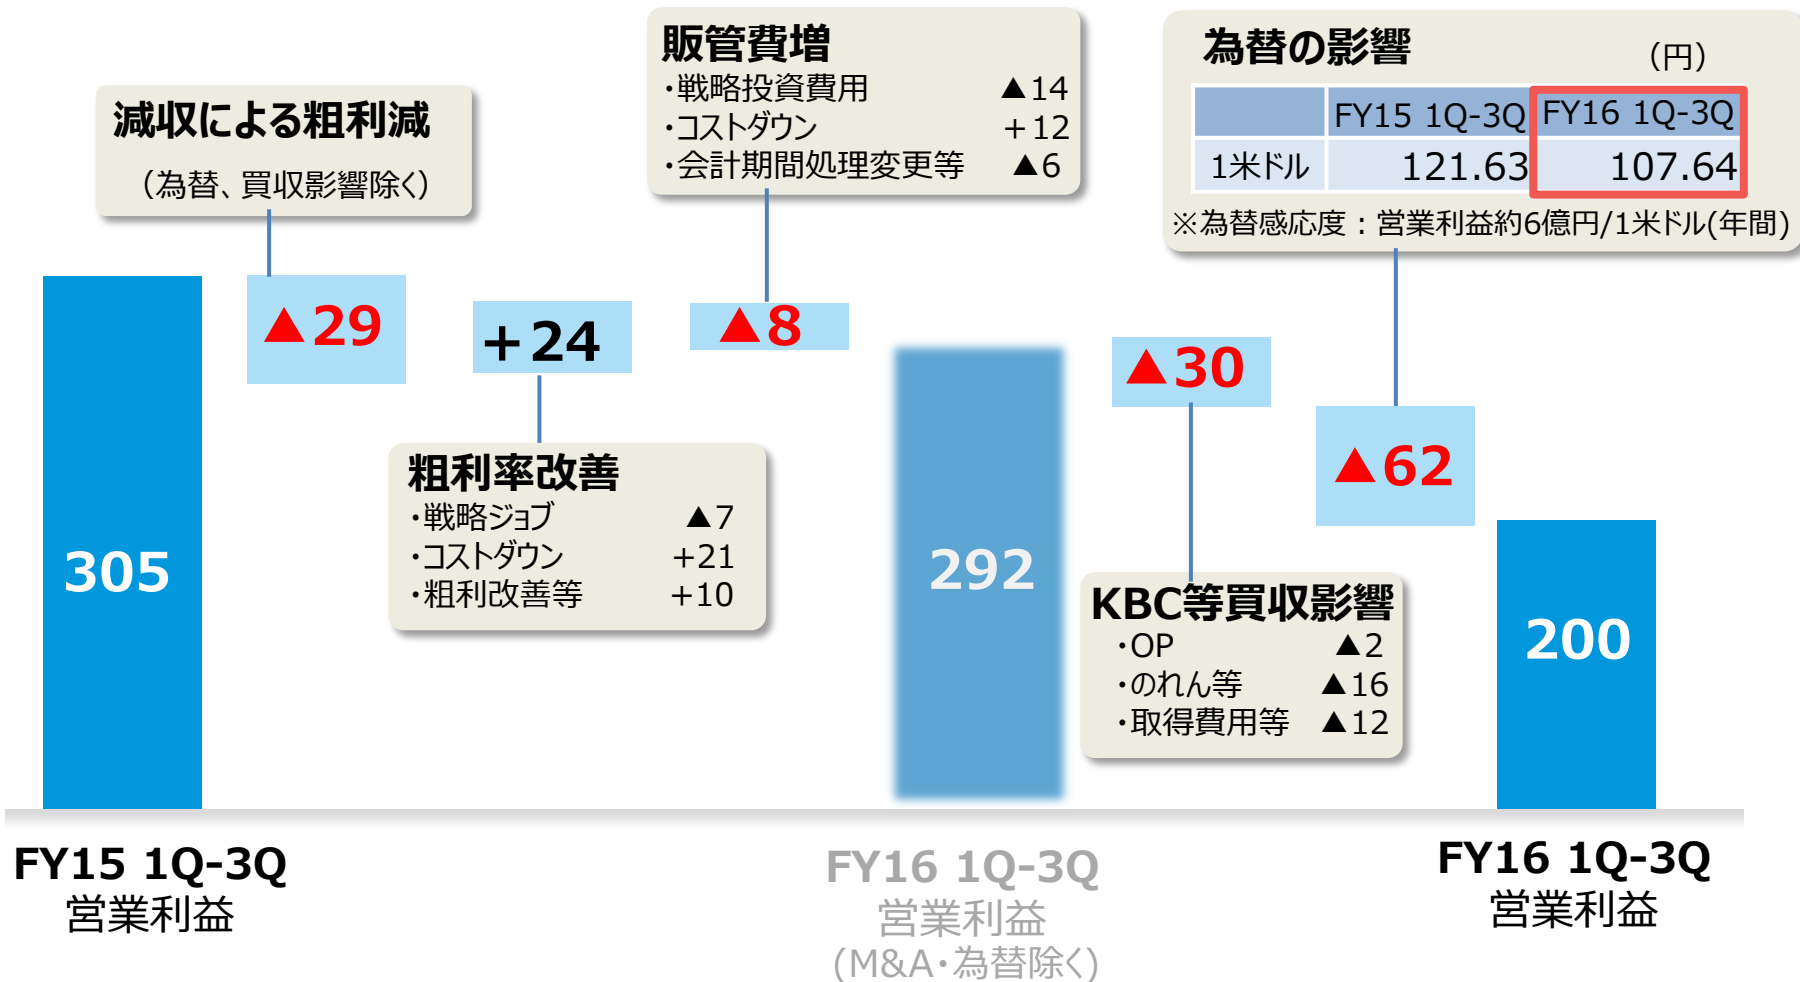 減収による粗利減
（為替、買収影響除く）
販管費増
・戦略投資費用 ▲14
・コストダウン +12
・会計期間処理変更等 ▲6
為替の影響 （円）
FY15 1Q-3Q FY16 1Q-3Q
1米ドル 121.63 107.64
※為替感応度：営業利益約6億円/1米ドル(年間)
▲29
+24
▲8
▲30
▲62
粗利率改善
・戦略ジョブ ▲7
・コストダウン +21
・粗利改善等 +10
KBC等買収影響
・OP ▲2
・のれん等 ▲16
・取得費用等 ▲12
305
292
200
FY15 1Q-3Q
営業利益
FY16 1Q-3Q
営業利益
(M&A・為替除く)
FY16 1Q-3Q
営業利益